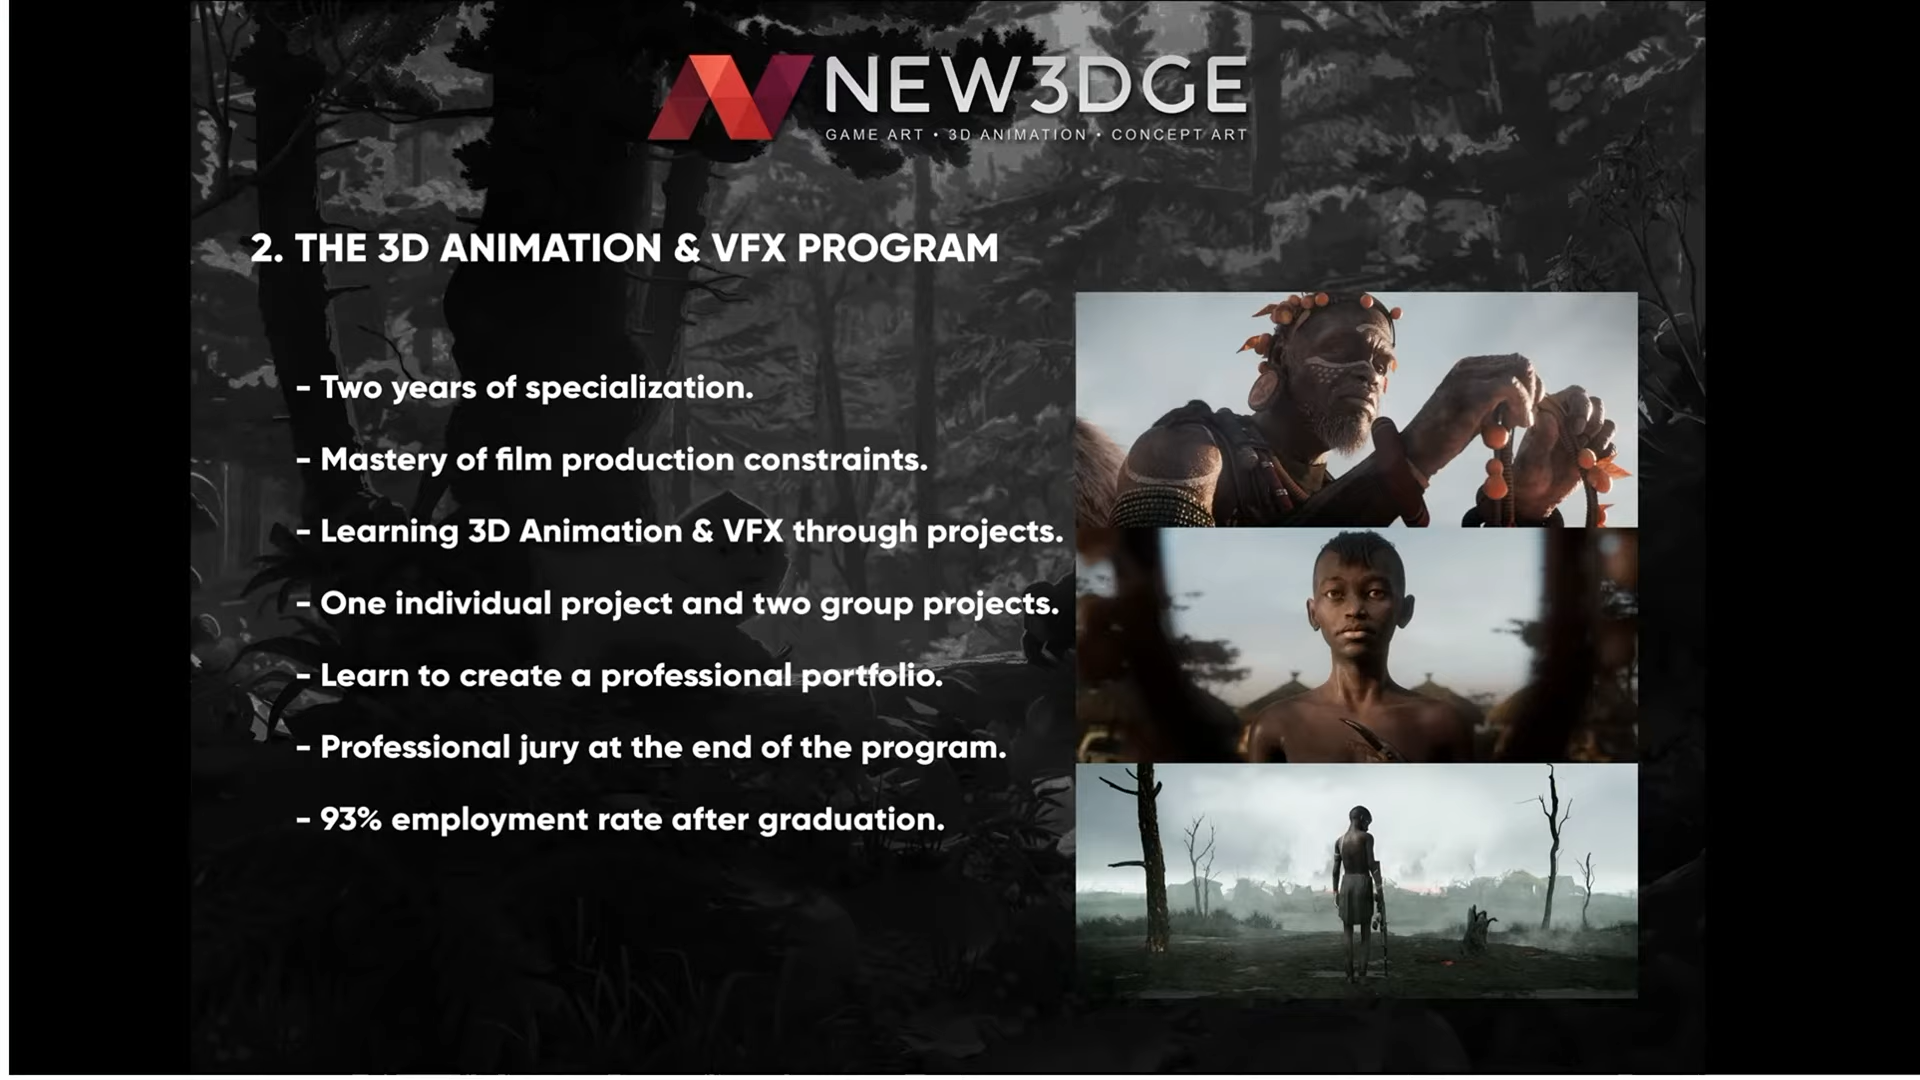 NEW3DGE
GAME ART • 3D ANIMATION • CONCEPT ART
2. THE 3D ANIMATION & VFX PROGRAM
- Two years of specialization.
- Mastery of film production constraints.
- Learning 3D Animation & VFX through projects.
- One individual project and two group projects.
- Learn to create a professional portfolio.
- Professional jury at the end of the program.
- 93% employment rate after graduation.